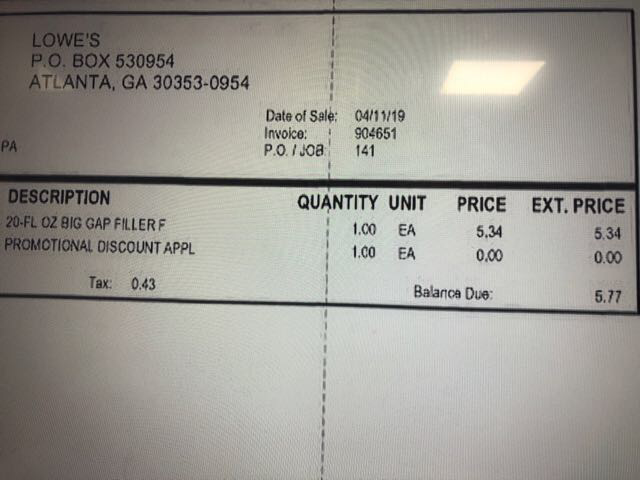 LOWE'S
P.O. BOX 530954
ATLANTA, GA 30353-0954
Date of Sale: 04/11/19
Invoice: 904651
PA
P.O. / JOB: 141
DESCRIPTION QUANTITY UNIT PRICE EXT. PRICE
20-FL OZ BIG GAP FILLER F 1.00 EA 5.34 5.34
PROMOTIONAL DISCOUNT APPL 1.00 EA 0.00 0.00
Tax: 0.43 Balance Due: 5.77